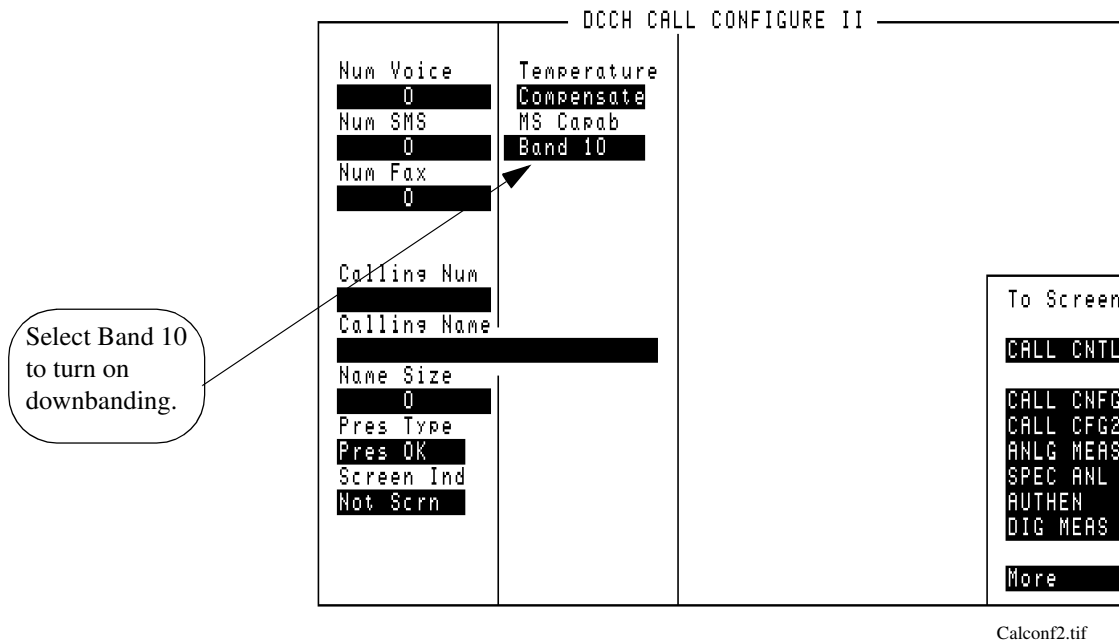 DCCH CALL CONFIGURE II
Num Voice
0
Num SMS
0
Num Fax
0
Calling Num
Calling Name
Name Size
0
Pres Type
Pres OK
Screen Ind
Not Scrn
Temperature
Compensate
MS Capab
Band 10
Select Band 10
to turn on
downbanding.
To Screen
CALL CNTL
CALL CNFG
CALL CFG2
ANLG MEAS
SPEC ANL
AUTHEN
DIG MEAS
More
Calconf2.tif